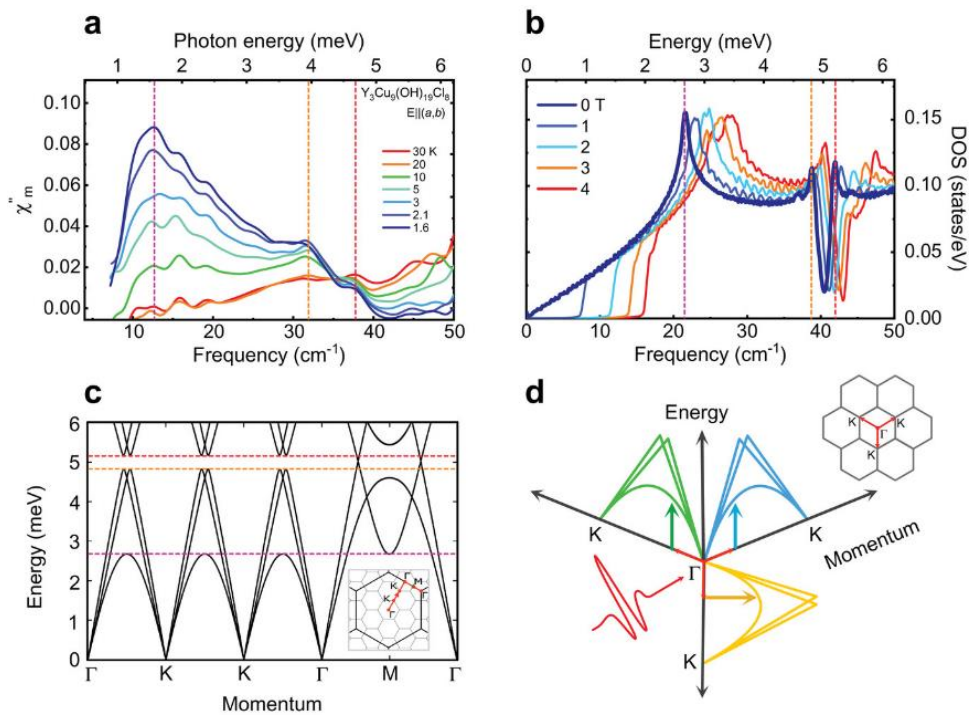 a
Photon energy (meV)
1 2 3 4 5 6
Y3Cu9(OH)19Cl8
E||(a,b)
30 K
20
10
5
3
2.1
1.6
χ''m
0.10
0.08
0.06
0.04
0.02
0.00
10 20 30 40 50
Frequency (cm-1)
b
Energy (meV)
0 1 2 3 4 5 6
0 T
1
2
3
4
0.15
0.10
0.05
0.00
DOS (states/eV)
0 10 20 30 40 50
Frequency (cm-1)
c
Energy (meV)
6
5
4
3
2
1
0
Γ K K Γ M Γ
Momentum
Γ M
K Γ
K
Γ
d
Energy
K K
Γ
K
Momentum
K K
Γ
K